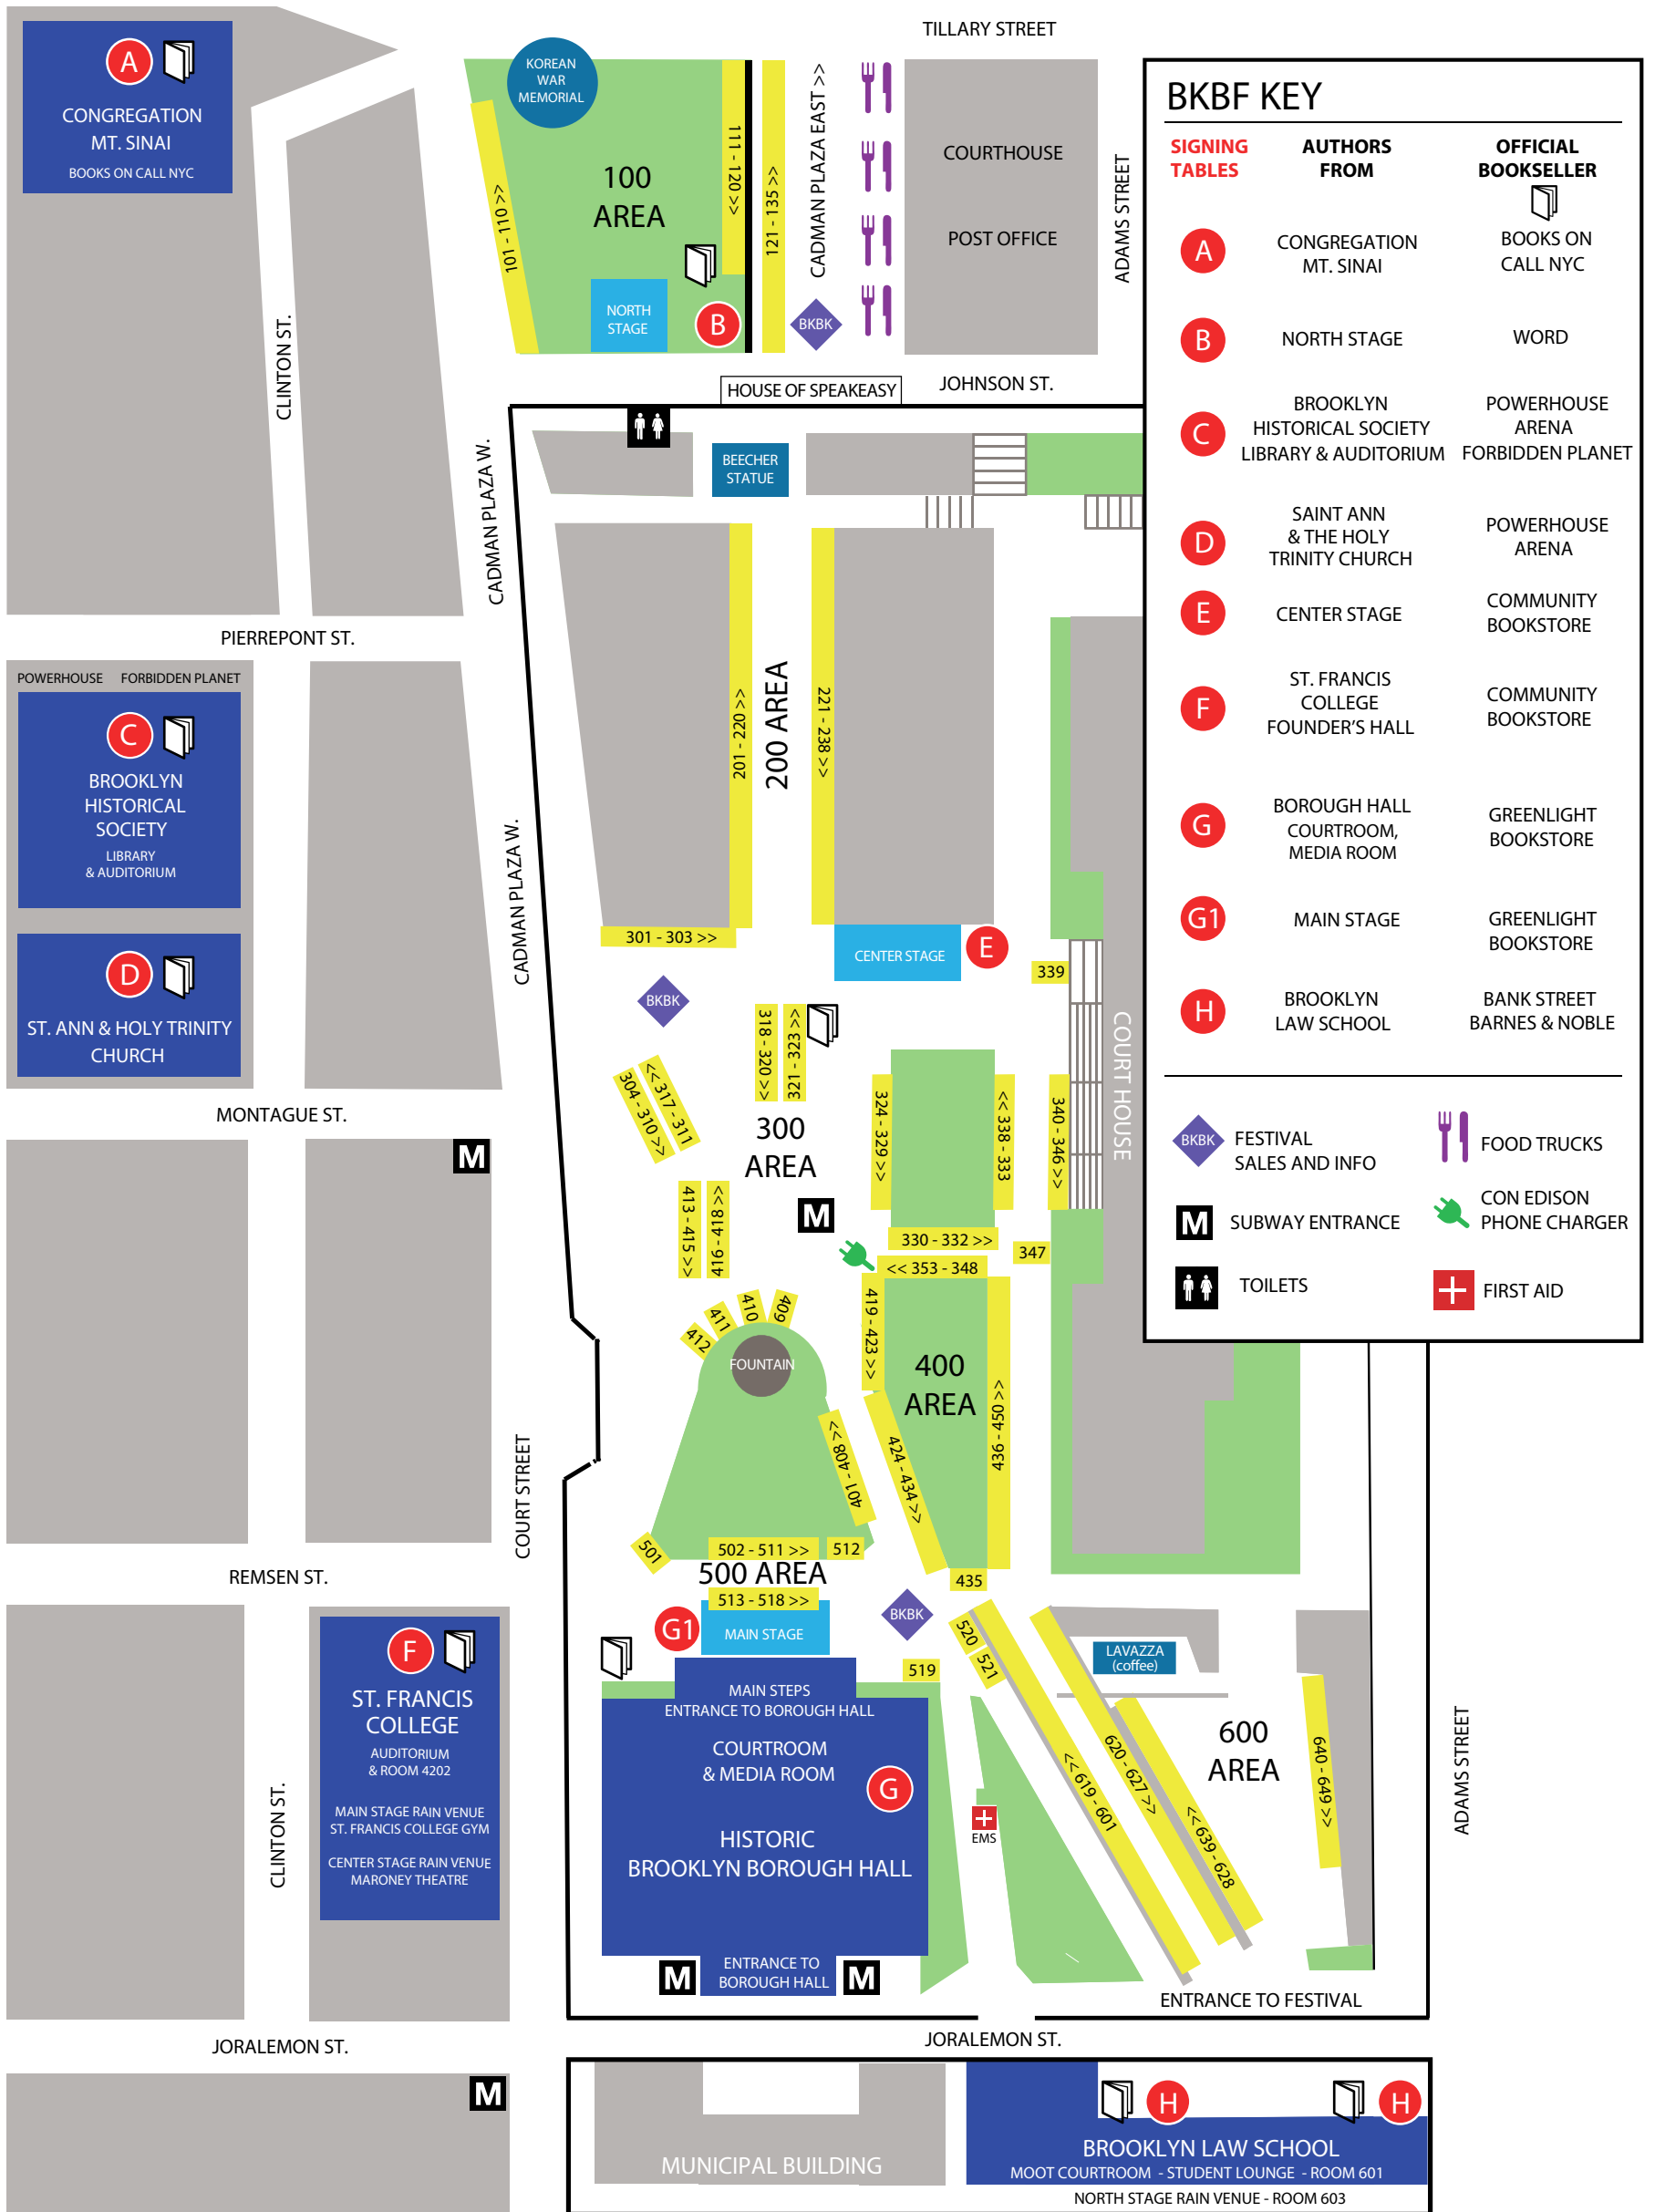 TILLARY STREET
A
CONGREGATION
MT. SINAI
BOOKS ON CALL NYC
KOREAN
WAR
MEMORIAL
101 - 110 >>
100
AREA
111 - 120 >>
121 - 135 >>
CADMAN PLAZA EAST >>
NORTH
STAGE
B
BKBK
COURTHOUSE
POST OFFICE
ADAMS STREET
CLINTON ST.
HOUSE OF SPEAKEASY
JOHNSON ST.
CADMAN PLAZA W.
BEECHER
STATUE
PIERREPONT ST.
201 - 220 >>
200 AREA
221 - 238 >>
POWERHOUSE FORBIDDEN PLANET
C
BROOKLYN
HISTORICAL
SOCIETY
LIBRARY
& AUDITORIUM
CADMAN PLAZA W.
D
ST. ANN & HOLY TRINITY
CHURCH
301 - 303 >>
CENTER STAGE
E
339
BKBK
318 - 320 >>
321 - 323 >>
304 - 310 >>
<< 317 - 311
300
AREA
324 - 329 >>
<< 338 - 333
340 - 346 >>
COURT HOUSE
MONTAGUE ST.
M
M
413 - 415 >>
416 - 418 >>
330 - 332 >>
347
<< 353 - 348
412
411
410
409
FOUNTAIN
419 - 423 >>
400
AREA
436 - 450 >>
424 - 434 >>
401 - 408 >>
COURT STREET
501
502 - 511 >>
512
500 AREA
513 - 518 >>
435
REMSEN ST.
G1
MAIN STAGE
BKBK
520
521
519
LAVAZZA
(coffee)
F
ST. FRANCIS
COLLEGE
AUDITORIUM
& ROOM 4202
MAIN STAGE RAIN VENUE
ST. FRANCIS COLLEGE GYM
CENTER STAGE RAIN VENUE
MARONEY THEATRE
CLINTON ST.
MAIN STEPS
ENTRANCE TO BOROUGH HALL
COURTROOM
& MEDIA ROOM
G
HISTORIC
BROOKLYN BOROUGH HALL
EMS
<< 619 - 601
620 - 627 >>
<< 639 - 628
600
AREA
640 - 649 >>
ADAMS STREET
M
ENTRANCE TO
BOROUGH HALL
M
ENTRANCE TO FESTIVAL
JORALEMON ST.
JORALEMON ST.
M
MUNICIPAL BUILDING
H
H
BROOKLYN LAW SCHOOL
MOOT COURTROOM - STUDENT LOUNGE - ROOM 601
NORTH STAGE RAIN VENUE - ROOM 603
BKBF KEY
SIGNING
TABLES
AUTHORS
FROM
OFFICIAL
BOOKSELLER
A
CONGREGATION
MT. SINAI
BOOKS ON
CALL NYC
B
NORTH STAGE
WORD
C
BROOKLYN
HISTORICAL SOCIETY
LIBRARY & AUDITORIUM
POWERHOUSE
ARENA
FORBIDDEN PLANET
D
SAINT ANN
& THE HOLY
TRINITY CHURCH
POWERHOUSE
ARENA
E
CENTER STAGE
COMMUNITY
BOOKSTORE
F
ST. FRANCIS
COLLEGE
FOUNDER'S HALL
COMMUNITY
BOOKSTORE
G
BOROUGH HALL
COURTROOM,
MEDIA ROOM
GREENLIGHT
BOOKSTORE
G1
MAIN STAGE
GREENLIGHT
BOOKSTORE
H
BROOKLYN
LAW SCHOOL
BANK STREET
BARNES & NOBLE
BKBK
FESTIVAL
SALES AND INFO
FOOD TRUCKS
M
SUBWAY ENTRANCE
CON EDISON
PHONE CHARGER
TOILETS
FIRST AID